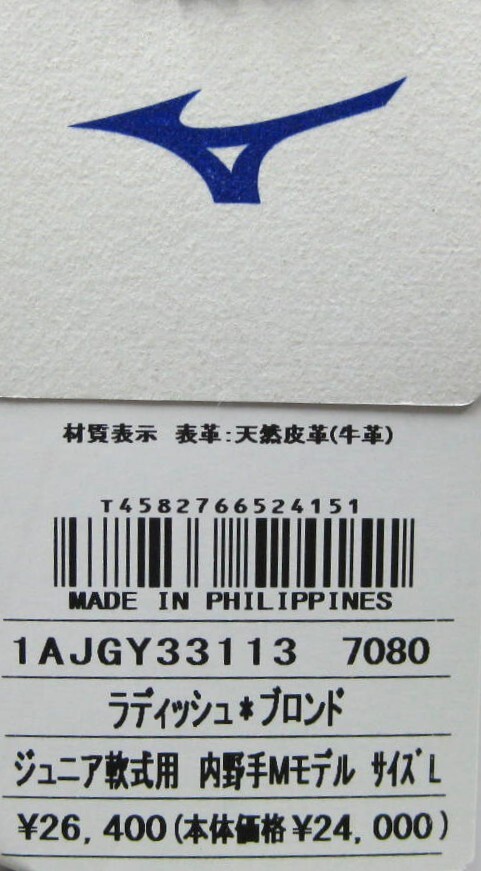 材質表示 表革:天然皮革(牛革)
T4582766524151
MADE IN PHILIPPINES
1AJGY33113 7080
ラディッシュ*ブロンド
ジュニア軟式用 内野手Mモデル サイズL
¥26,400(本体価格¥24,000)